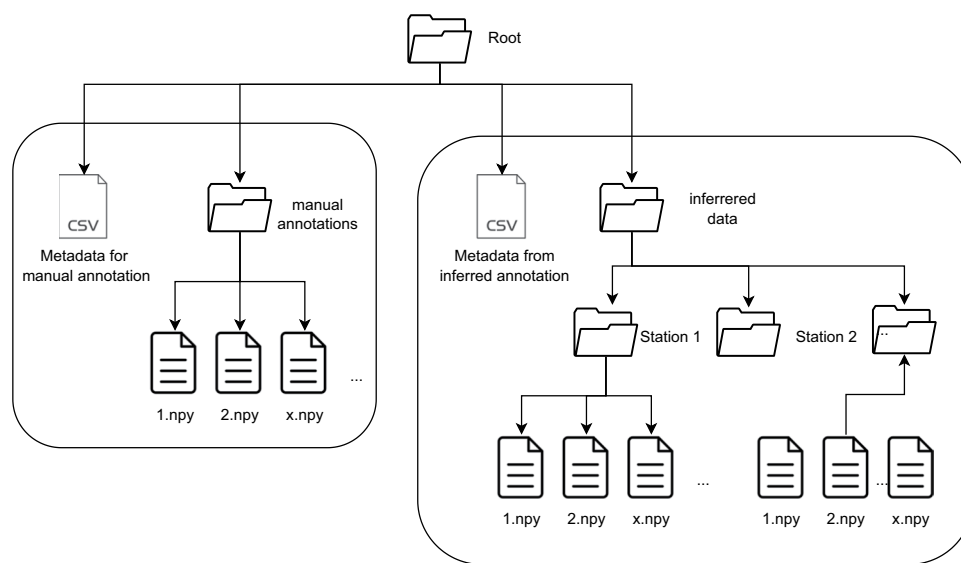 Root
CSV
Metadata for
manual annotation
manual
annotations
1.npy
2.npy
x.npy
...
CSV
Metadata from
inferred annotation
inferrered
data
Station 1
Station 2
..
1.npy
2.npy
x.npy
...
1.npy
2.npy
...
x.npy